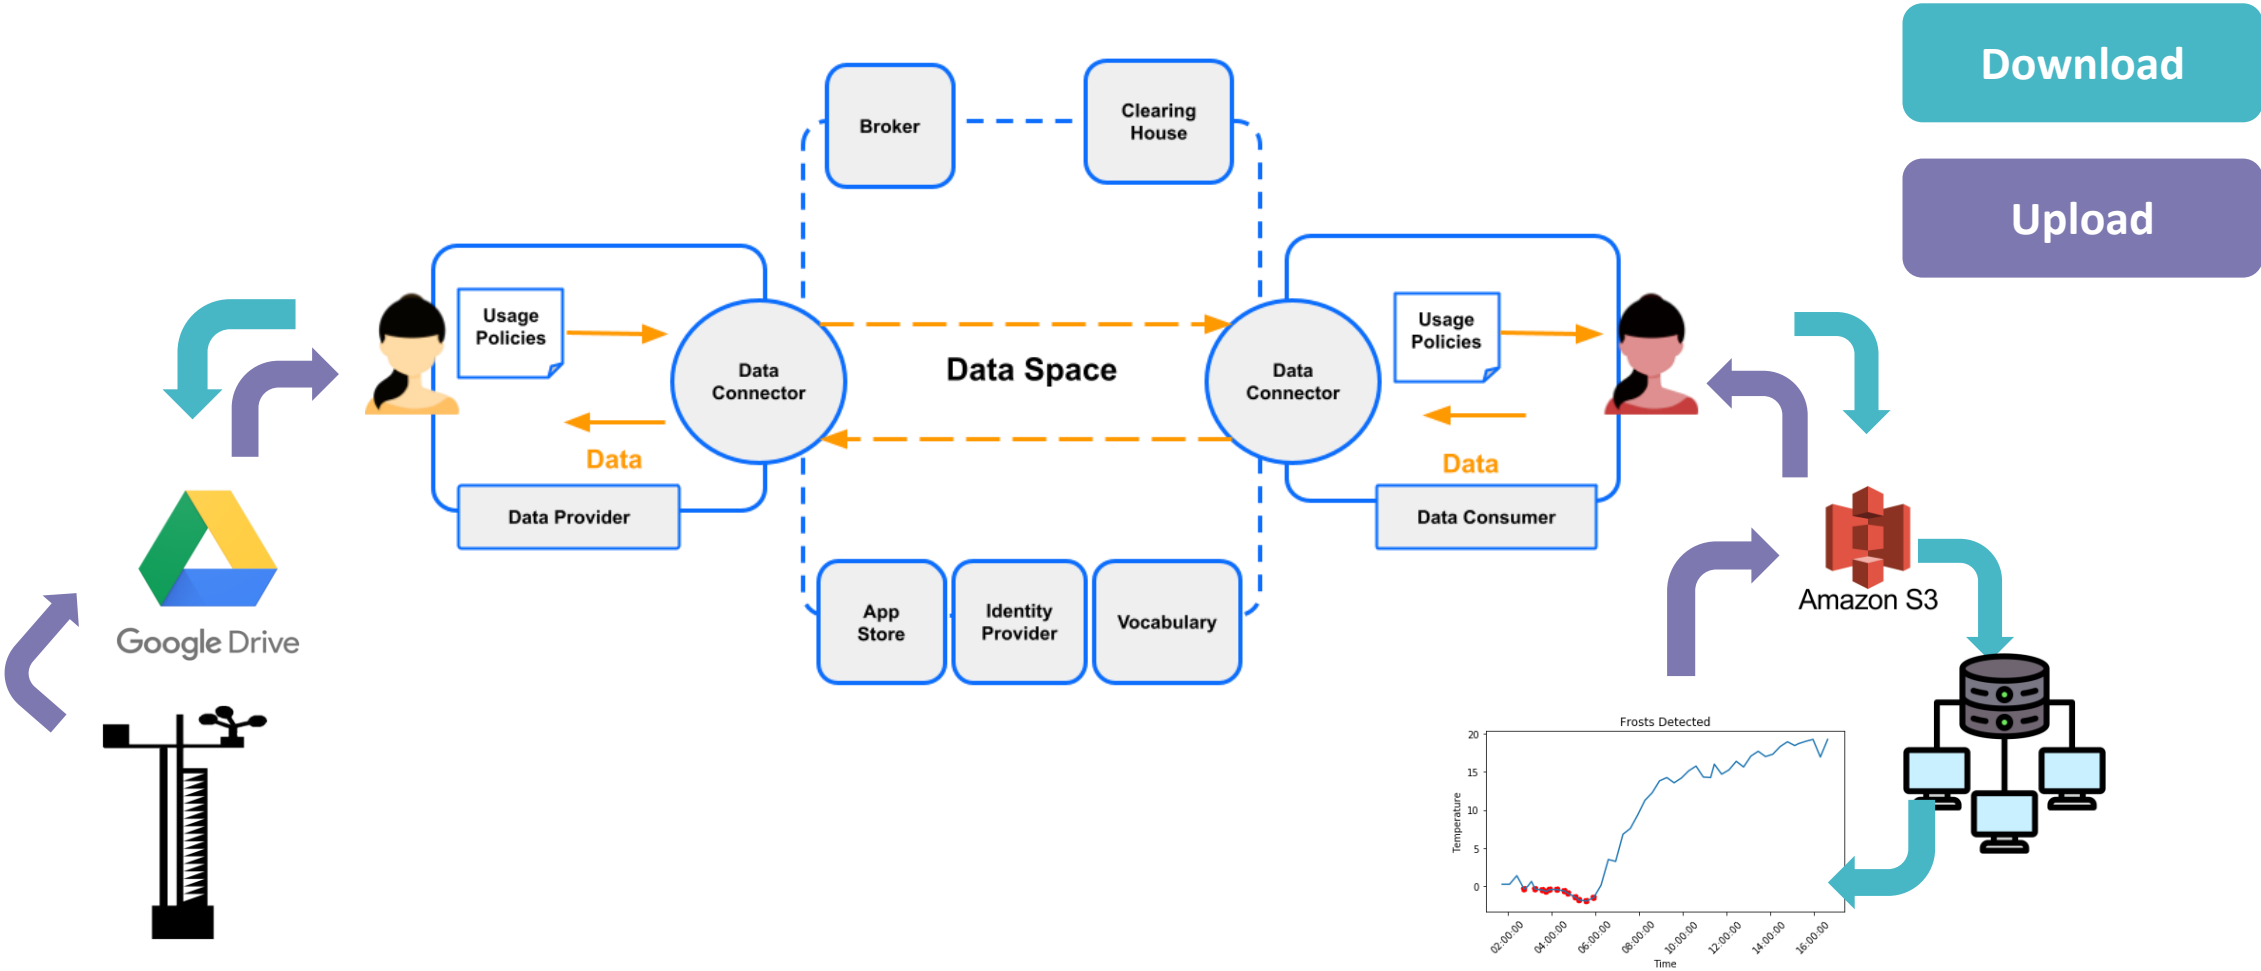 Download
Upload
Broker
Clearing
House
Usage
Policies
Data
Connector
Data Space
Data
Connector
Usage
Policies
Data
Data
Data Provider
Data Consumer
App
Store
Identity
Provider
Vocabulary
Google Drive
Amazon S3
Frosts Detected
Temperature
20
15
10
5
0
02:00:00
04:00:00
06:00:00
08:00:00
10:00:00
12:00:00
14:00:00
16:00:00
Time